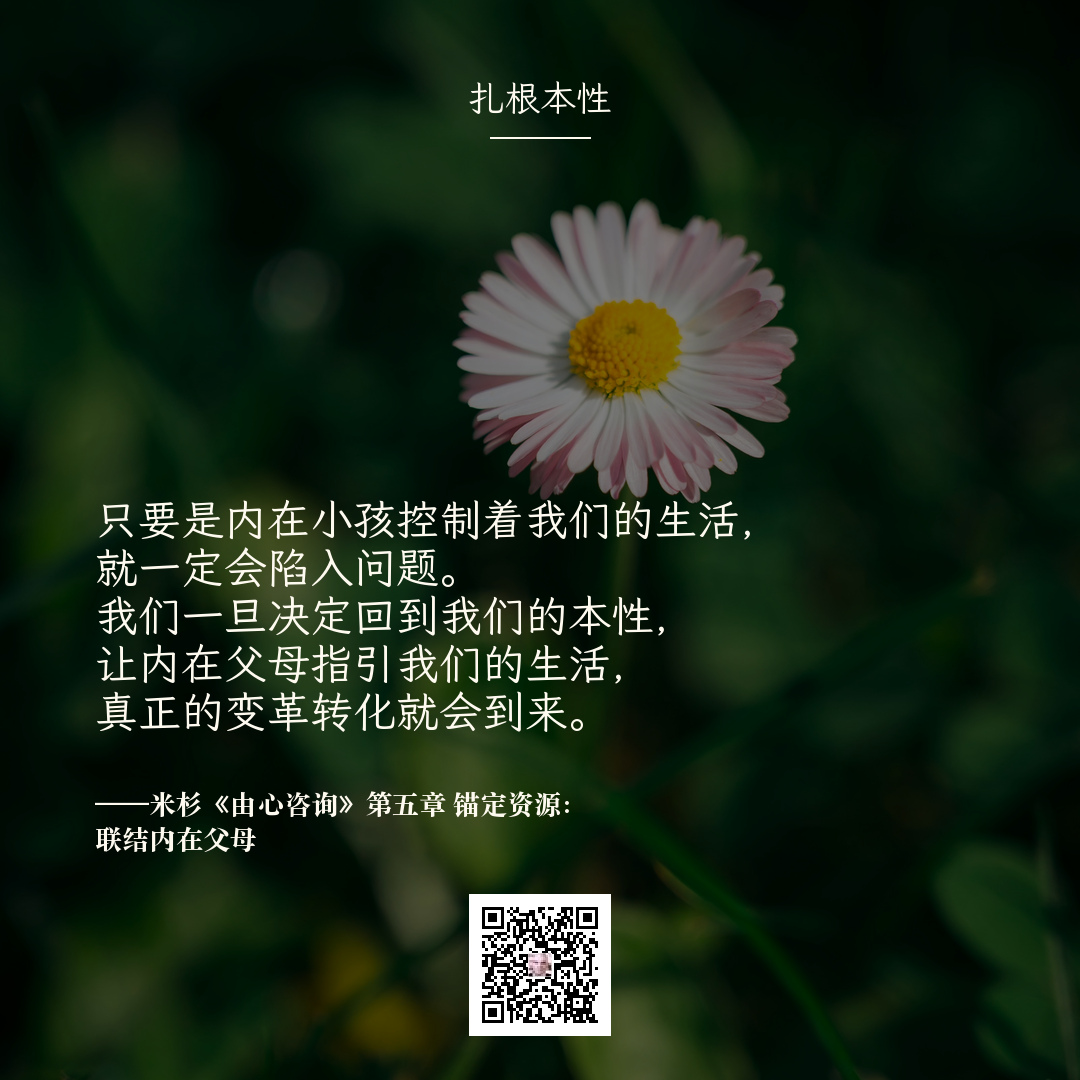 扎根本性
只要是内在小孩控制着我们的生活，
就一定会陷入问题。
我们一旦决定回到我们的本性，
让内在父母指引我们的生活，
真正的变革转化就会到来。
——米杉《由心咨询》第五章 锚定资源：
联结内在父母